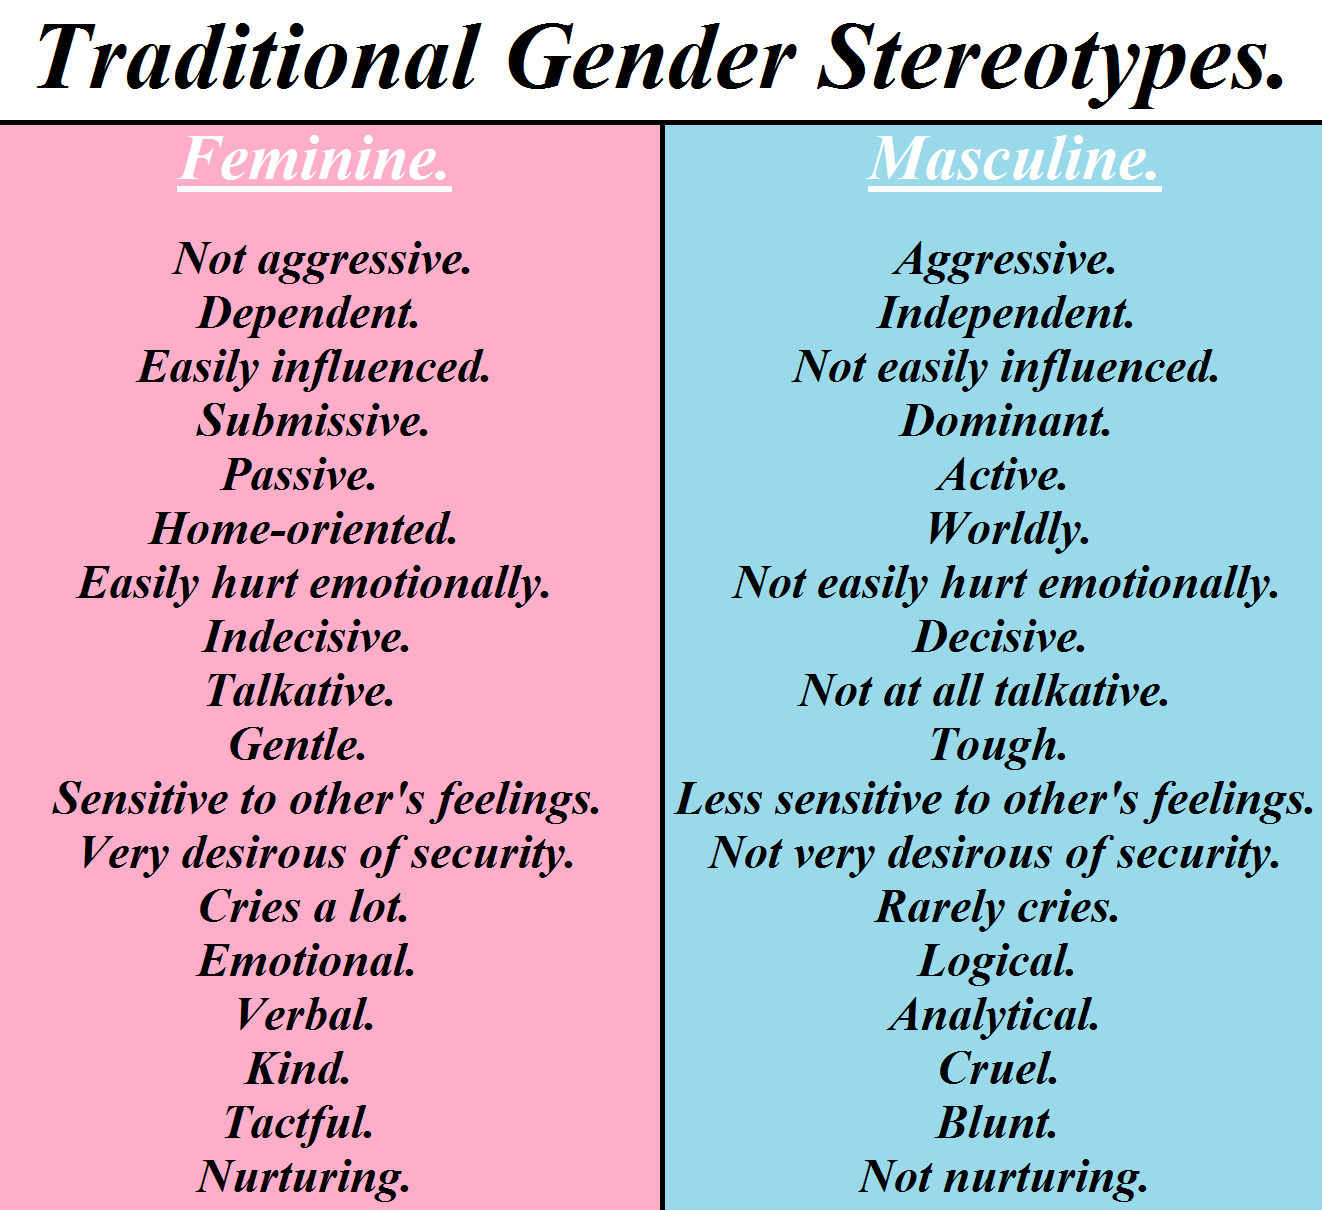 Traditional Gender Stereotypes.
Feminine.
Not aggressive.
Dependent.
Easily influenced.
Submissive.
Passive.
Home-oriented.
Easily hurt emotionally.
Indecisive.
Talkative.
Gentle.
Sensitive to other's feelings.
Very desirous of security.
Cries a lot.
Emotional.
Verbal.
Kind.
Tactful.
Nurturing.
Masculine.
Aggressive.
Independent.
Not easily influenced.
Dominant.
Active.
Worldly.
Not easily hurt emotionally.
Decisive.
Not at all talkative.
Tough.
Less sensitive to other's feelings.
Not very desirous of security.
Rarely cries.
Logical.
Analytical.
Cruel.
Blunt.
Not nurturing.